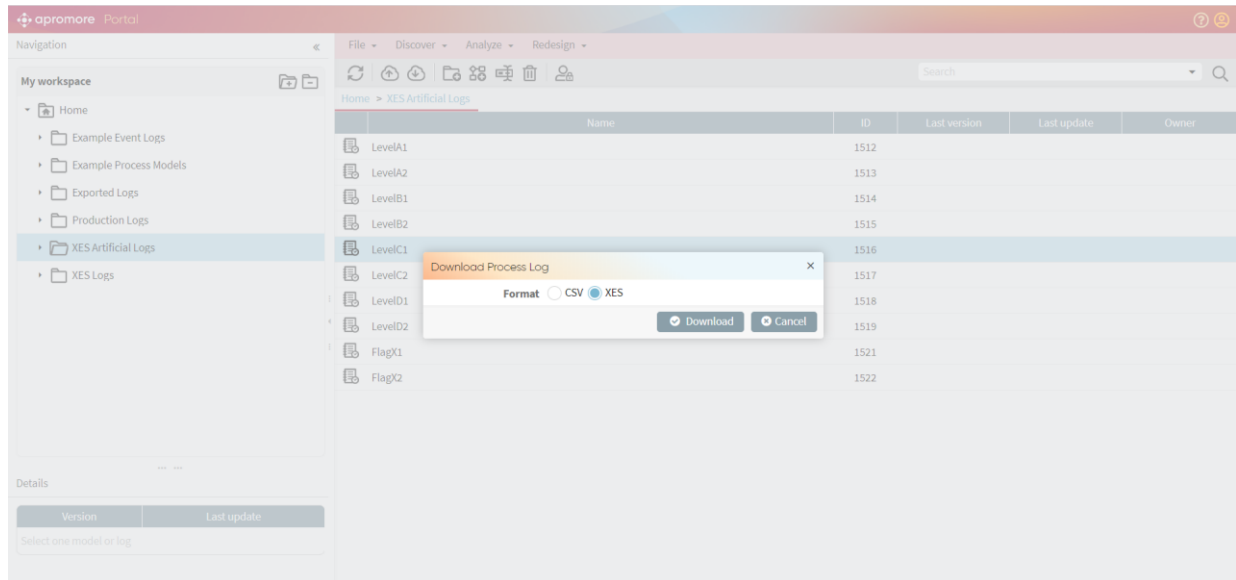 apromore Portal
Navigation
File Discover Analyze Redesign
My workspace
Search
Home > XES Artificial Logs
Home
Example Event Logs
Example Process Models
Exported Logs
Production Logs
XES Artificial Logs
XES Logs
Name ID Last version Last update Owner
LevelA1 1512
LevelA2 1513
LevelB1 1514
LevelB2 1515
LevelC1 1516
LevelC2 1517
LevelD1 1518
LevelD2 1519
FlagX1 1521
FlagX2 1522
Download Process Log
Format CSV XES
Download Cancel
Details
Version Last update
Select one model or log